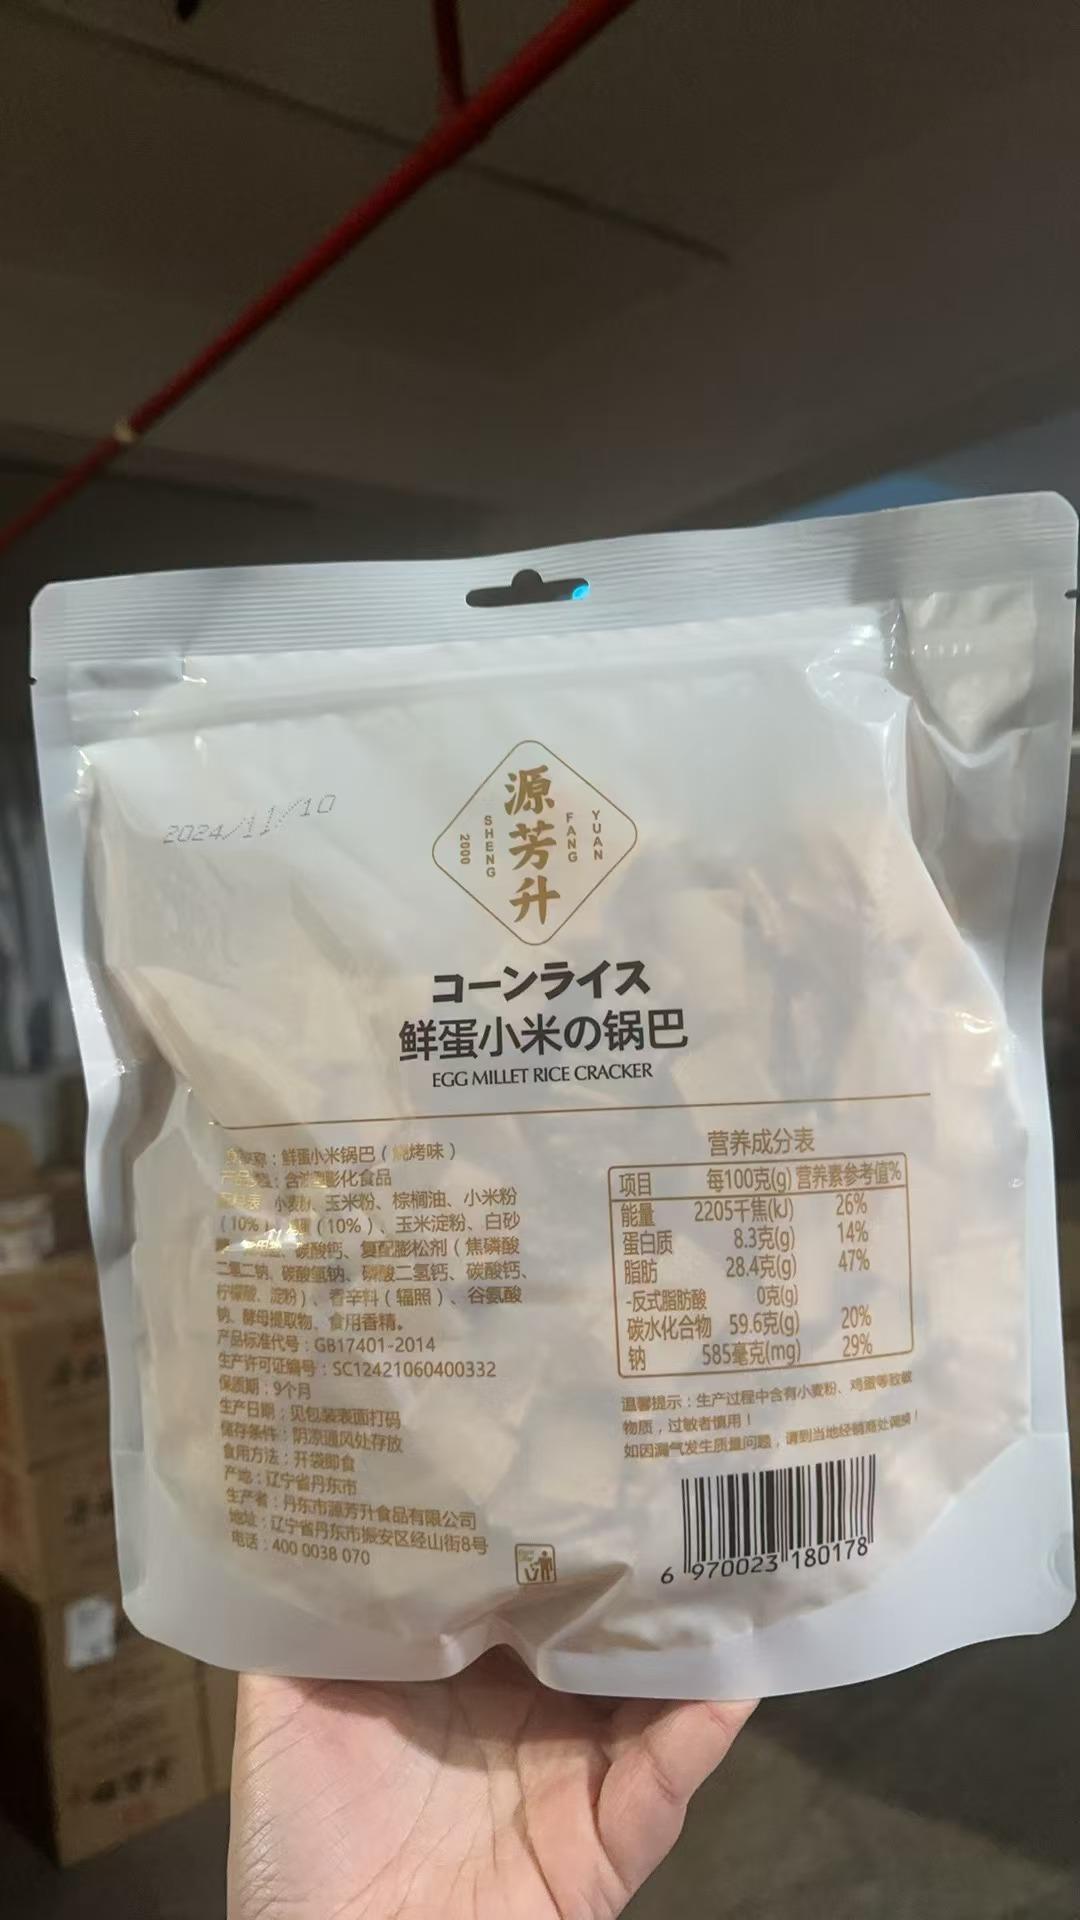 2024/11/10
源芳升
YUAN
FANG
SHENG
2000
コーンライス
鲜蛋小米の锅巴
EGG MILLET RICE CRACKER
：鲜蛋小米锅巴（烧烤味）
：含油型膨化食品
小麦粉、玉米粉、棕榈油、小米粉
（10%）、（10%）、玉米淀粉、白砂
碳酸钙、复配膨松剂（焦磷酸
二氢二钠、碳酸氢钠、磷酸二氢钙、碳酸钙、
柠檬酸、淀粉）、香辛料（辐照）、谷氨酸
钠、酵母提取物、食用香精。
产品标准代号：GB17401-2014
生产许可证编号：SC12421060400332
保质期：9个月
生产日期：见包装表面打码
储存条件：阴凉通风处存放
食用方法：开袋即食
产地：辽宁省丹东市
生产者：丹东市源芳升食品有限公司
地址：辽宁省丹东市振安区经山街8号
电话：400 0038 070
营养成分表
项目 每100克(g) 营养素参考值%
能量 2205千焦(kJ) 26%
蛋白质 8.3克(g) 14%
脂肪 28.4克(g) 47%
-反式脂肪酸 0克(g)
碳水化合物 59.6克(g) 20%
钠 585毫克(mg) 29%
温馨提示：生产过程中含有小麦粉、鸡蛋等致敏
物质，过敏者慎用！
如因漏气发生质量问题，请到当地经销商处调换！
6 970023 180178